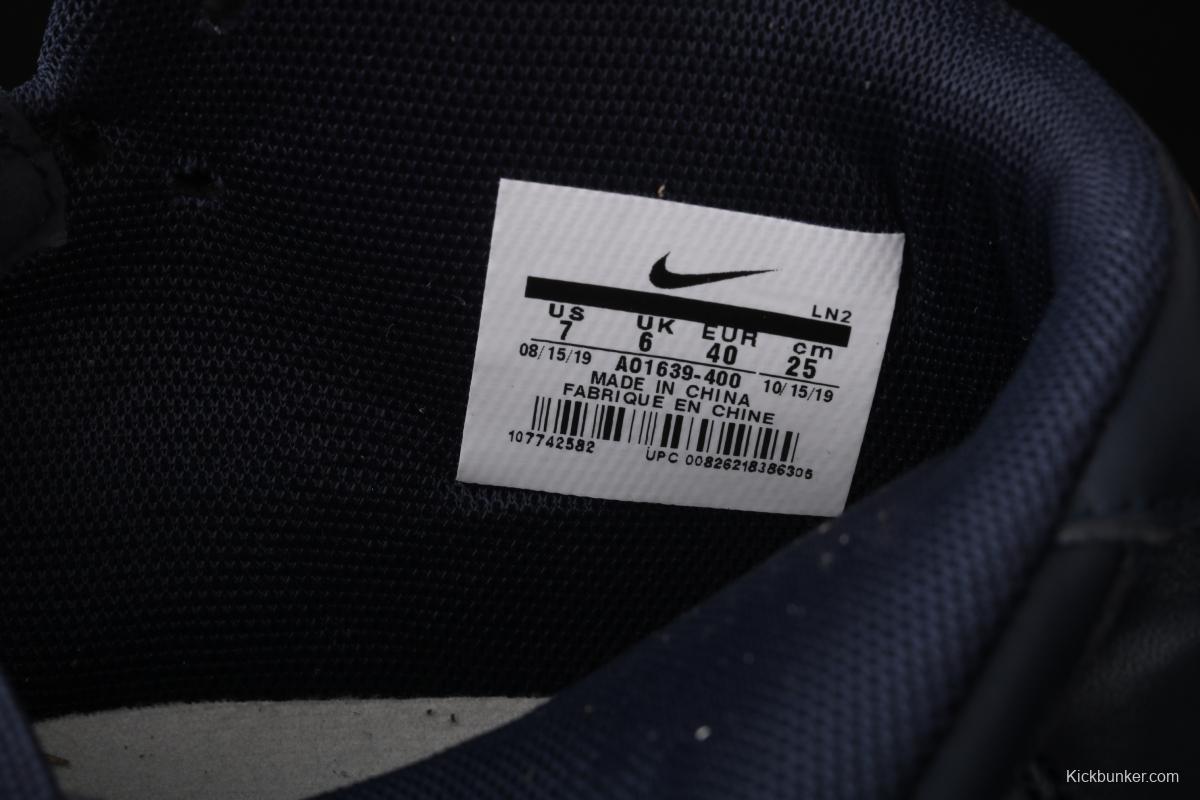 LN2
US UK EUR cm
7 6 40 25
08/15/19 AO1639-400 10/15/19
MADE IN CHINA
FABRIQUE EN CHINE
107742582 UPC 00826218386305
Kickbunker.com